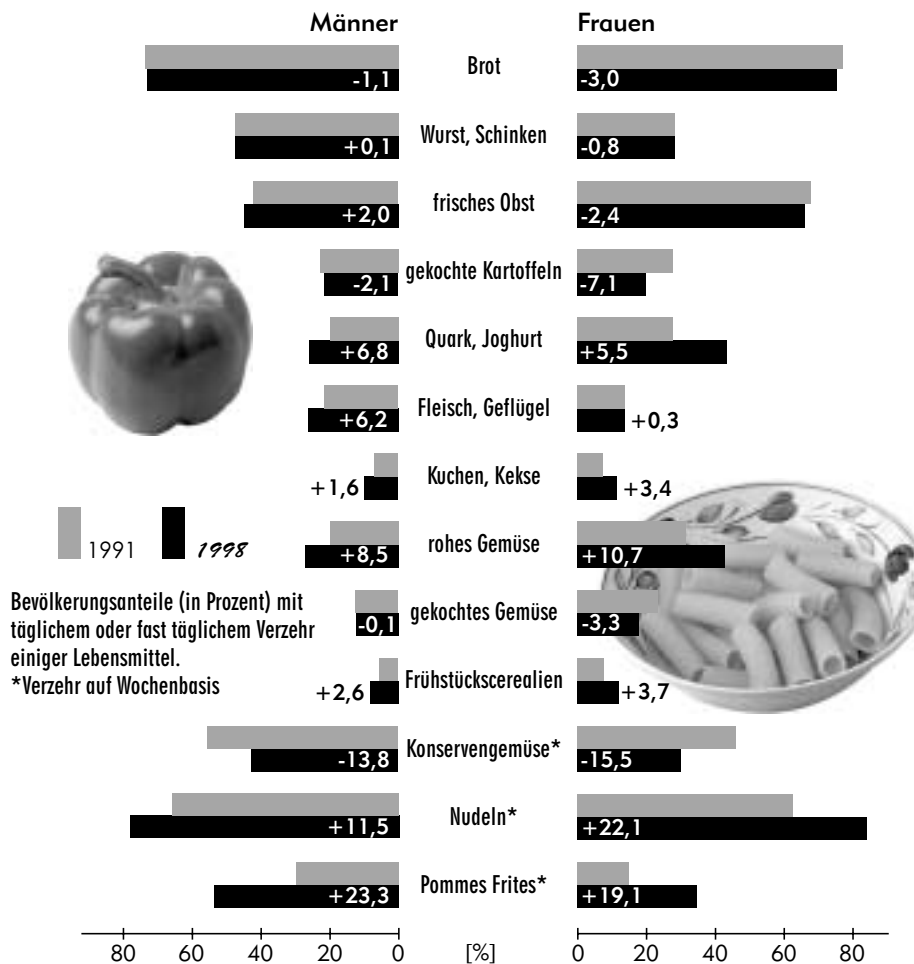 Männer Frauen
-1,1 Brot -3,0
+0,1 Wurst, Schinken -0,8
+2,0 frisches Obst -2,4
-2,1 gekochte Kartoffeln -7,1
+6,8 Quark, Joghurt +5,5
+6,2 Fleisch, Geflügel +0,3
+1,6 Kuchen, Kekse +3,4
1991 1998
+8,5 rohes Gemüse +10,7
Bevölkerungsanteile (in Prozent) mit
täglichem oder fast täglichem Verzehr
einiger Lebensmittel.
*Verzehr auf Wochenbasis
-0,1 gekochtes Gemüse -3,3
+2,6 Frühstückscerealien +3,7
-13,8 Konservengemüse* -15,5
+11,5 Nudeln* +22,1
+23,3 Pommes Frites* +19,1
80 60 40 20 0 [%] 0 20 40 60 80